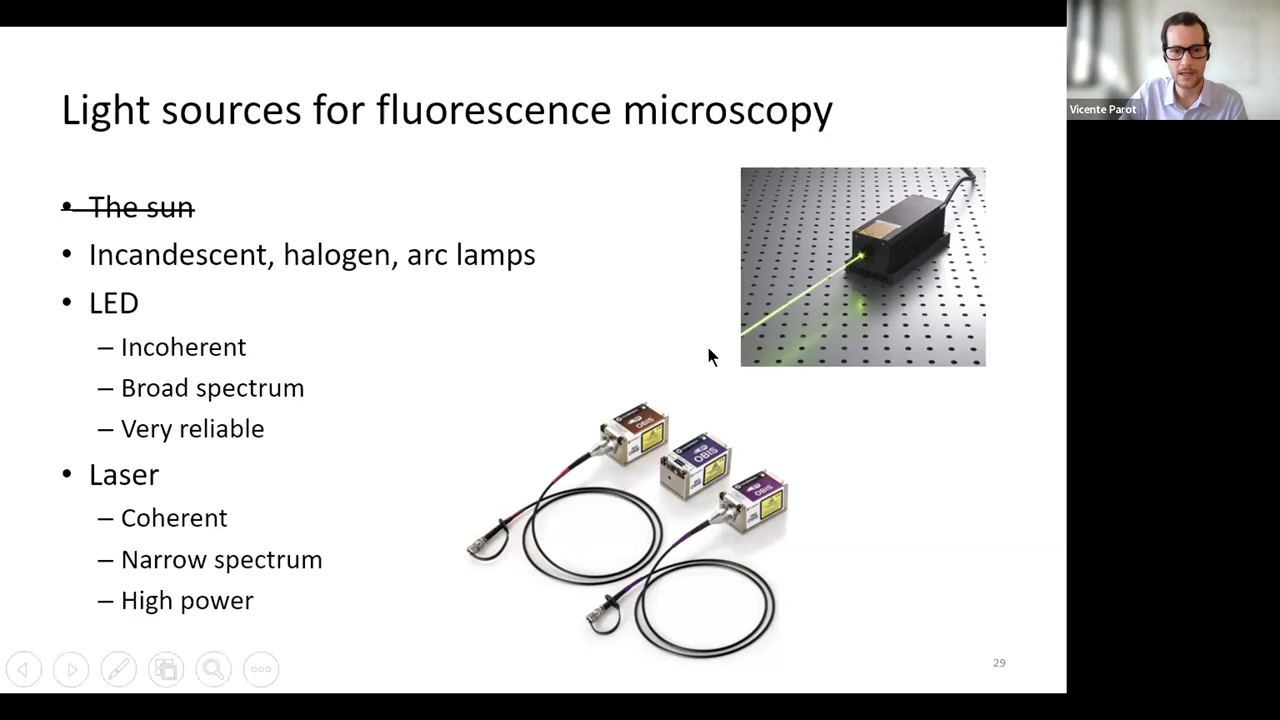 Light sources for fluorescence microscopy
• The sun
• Incandescent, halogen, arc lamps
• LED
– Incoherent
– Broad spectrum
– Very reliable
• Laser
– Coherent
– Narrow spectrum
– High power
OBIS
OBIS
OBIS
29
Vicente Parot